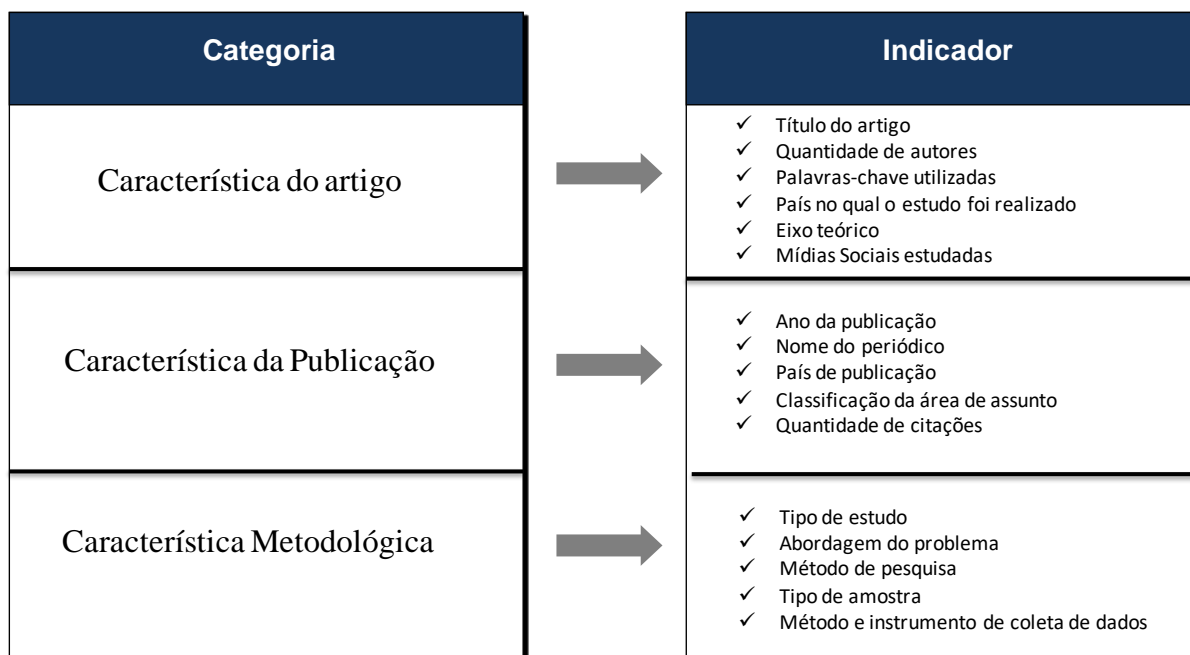 Categoria
Indicador
Característica do artigo
✓ Título do artigo
✓ Quantidade de autores
✓ Palavras-chave utilizadas
✓ País no qual o estudo foi realizado
✓ Eixo teórico
✓ Mídias Sociais estudadas
Característica da Publicação
✓ Ano da publicação
✓ Nome do periódico
✓ País de publicação
✓ Classificação da área de assunto
✓ Quantidade de citações
Característica Metodológica
✓ Tipo de estudo
✓ Abordagem do problema
✓ Método de pesquisa
✓ Tipo de amostra
✓ Método e instrumento de coleta de dados